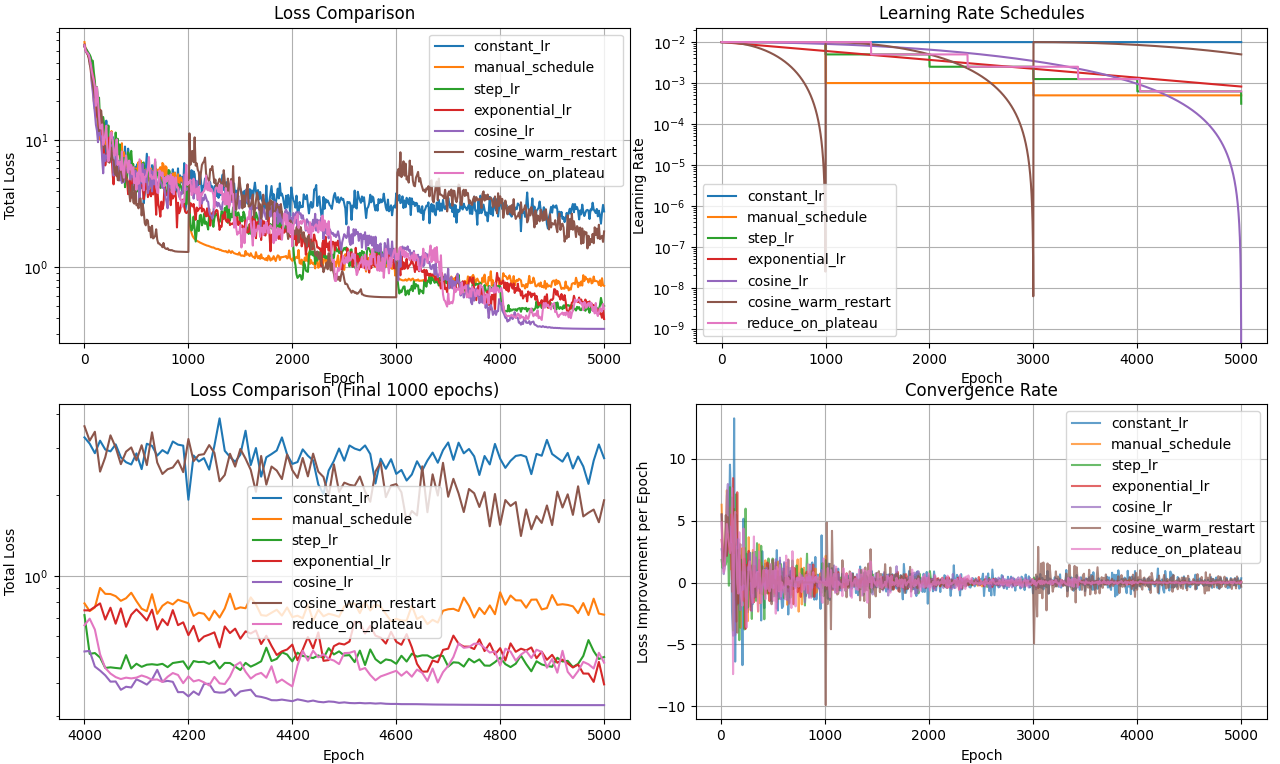 Loss Comparison
Total Loss
10^1
10^0
constant_lr
manual_schedule
step_lr
exponential_lr
cosine_lr
cosine_warm_restart
reduce_on_plateau
0 1000 2000 3000 4000 5000
Epoch
Learning Rate Schedules
Learning Rate
10^-2
10^-3
10^-4
10^-5
10^-6
10^-7
10^-8
10^-9
constant_lr
manual_schedule
step_lr
exponential_lr
cosine_lr
cosine_warm_restart
reduce_on_plateau
0 1000 2000 3000 4000 5000
Epoch
Loss Comparison (Final 1000 epochs)
Total Loss
10^0
constant_lr
manual_schedule
step_lr
exponential_lr
cosine_lr
cosine_warm_restart
reduce_on_plateau
4000 4200 4400 4600 4800 5000
Epoch
Convergence Rate
Loss Improvement per Epoch
10
5
0
−5
−10
constant_lr
manual_schedule
step_lr
exponential_lr
cosine_lr
cosine_warm_restart
reduce_on_plateau
0 1000 2000 3000 4000 5000
Epoch